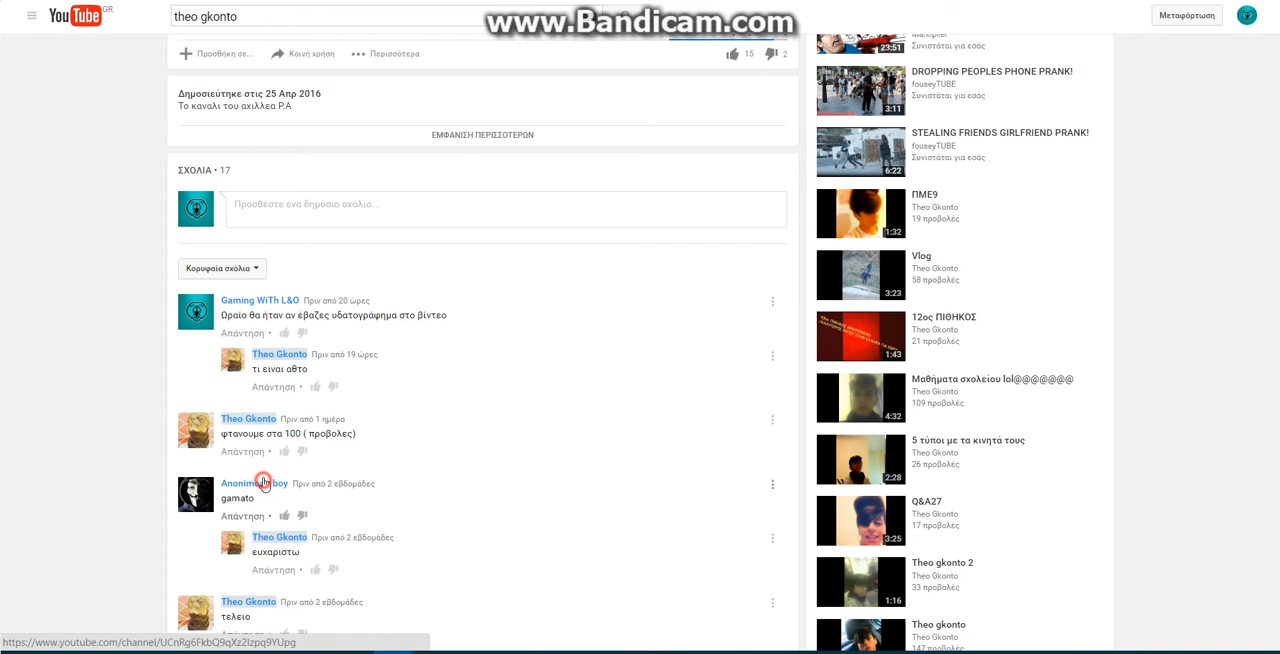 YouTube GR
theo gkonto
www.Bandicam.com
Μεταφόρτωση
Προσθήκη σε...
Κοινή χρήση
Περισσότερα
15
2
Δημοσιεύτηκε στις 25 Απρ 2016
Το καναλι του αχιλλεα Ρ.Α
ΕΜΦΑΝΙΣΗ ΠΕΡΙΣΣΟΤΕΡΩΝ
ΣΧΟΛΙΑ • 17
Προσθέστε ένα δημόσιο σχόλιο...
Κορυφαία σχόλια
Gaming WiTh L&O Πριν από 20 ώρες
Ωραίο θα ήταν αν έβαζες υδατογράφημα στο βίντεο
Απάντηση •
Theo Gkonto Πριν από 19 ώρες
τι ειναι αθτο
Απάντηση •
Theo Gkonto Πριν από 1 ημέρα
φτανουμε στα 100 ( προβολες)
Απάντηση •
boy Πριν από 2 εβδομάδες
gamato
Απάντηση •
Theo Gkonto Πριν από 2 εβδομάδες
ευχαριστω
Απάντηση •
Theo Gkonto Πριν από 2 εβδομάδες
τελειο
https://www.youtube.com/channel/UCnRg6FkbQ9qXz2Izpq9YUpg
23:51
Markiplier
Συνιστάται για εσάς
3:11
DROPPING PEOPLES PHONE PRANK!
fouseyTUBE
Συνιστάται για εσάς
6:22
STEALING FRIENDS GIRLFRIEND PRANK!
fouseyTUBE
Συνιστάται για εσάς
1:32
ΠΜΕ9
Theo Gkonto
19 προβολές
3:23
Vlog
Theo Gkonto
58 προβολές
1:43
12ος ΠΙΘΗΚΟΣ
Theo Gkonto
21 προβολές
4:32
Μαθήματα σχολείου lol@@@@@@@
Theo Gkonto
109 προβολές
2:28
5 τύποι με τα κινητά τους
Theo Gkonto
26 προβολές
3:25
Q&A27
Theo Gkonto
17 προβολές
1:16
Theo gkonto 2
Theo Gkonto
33 προβολές
Theo gkonto
Theo Gkonto
147 προβολές